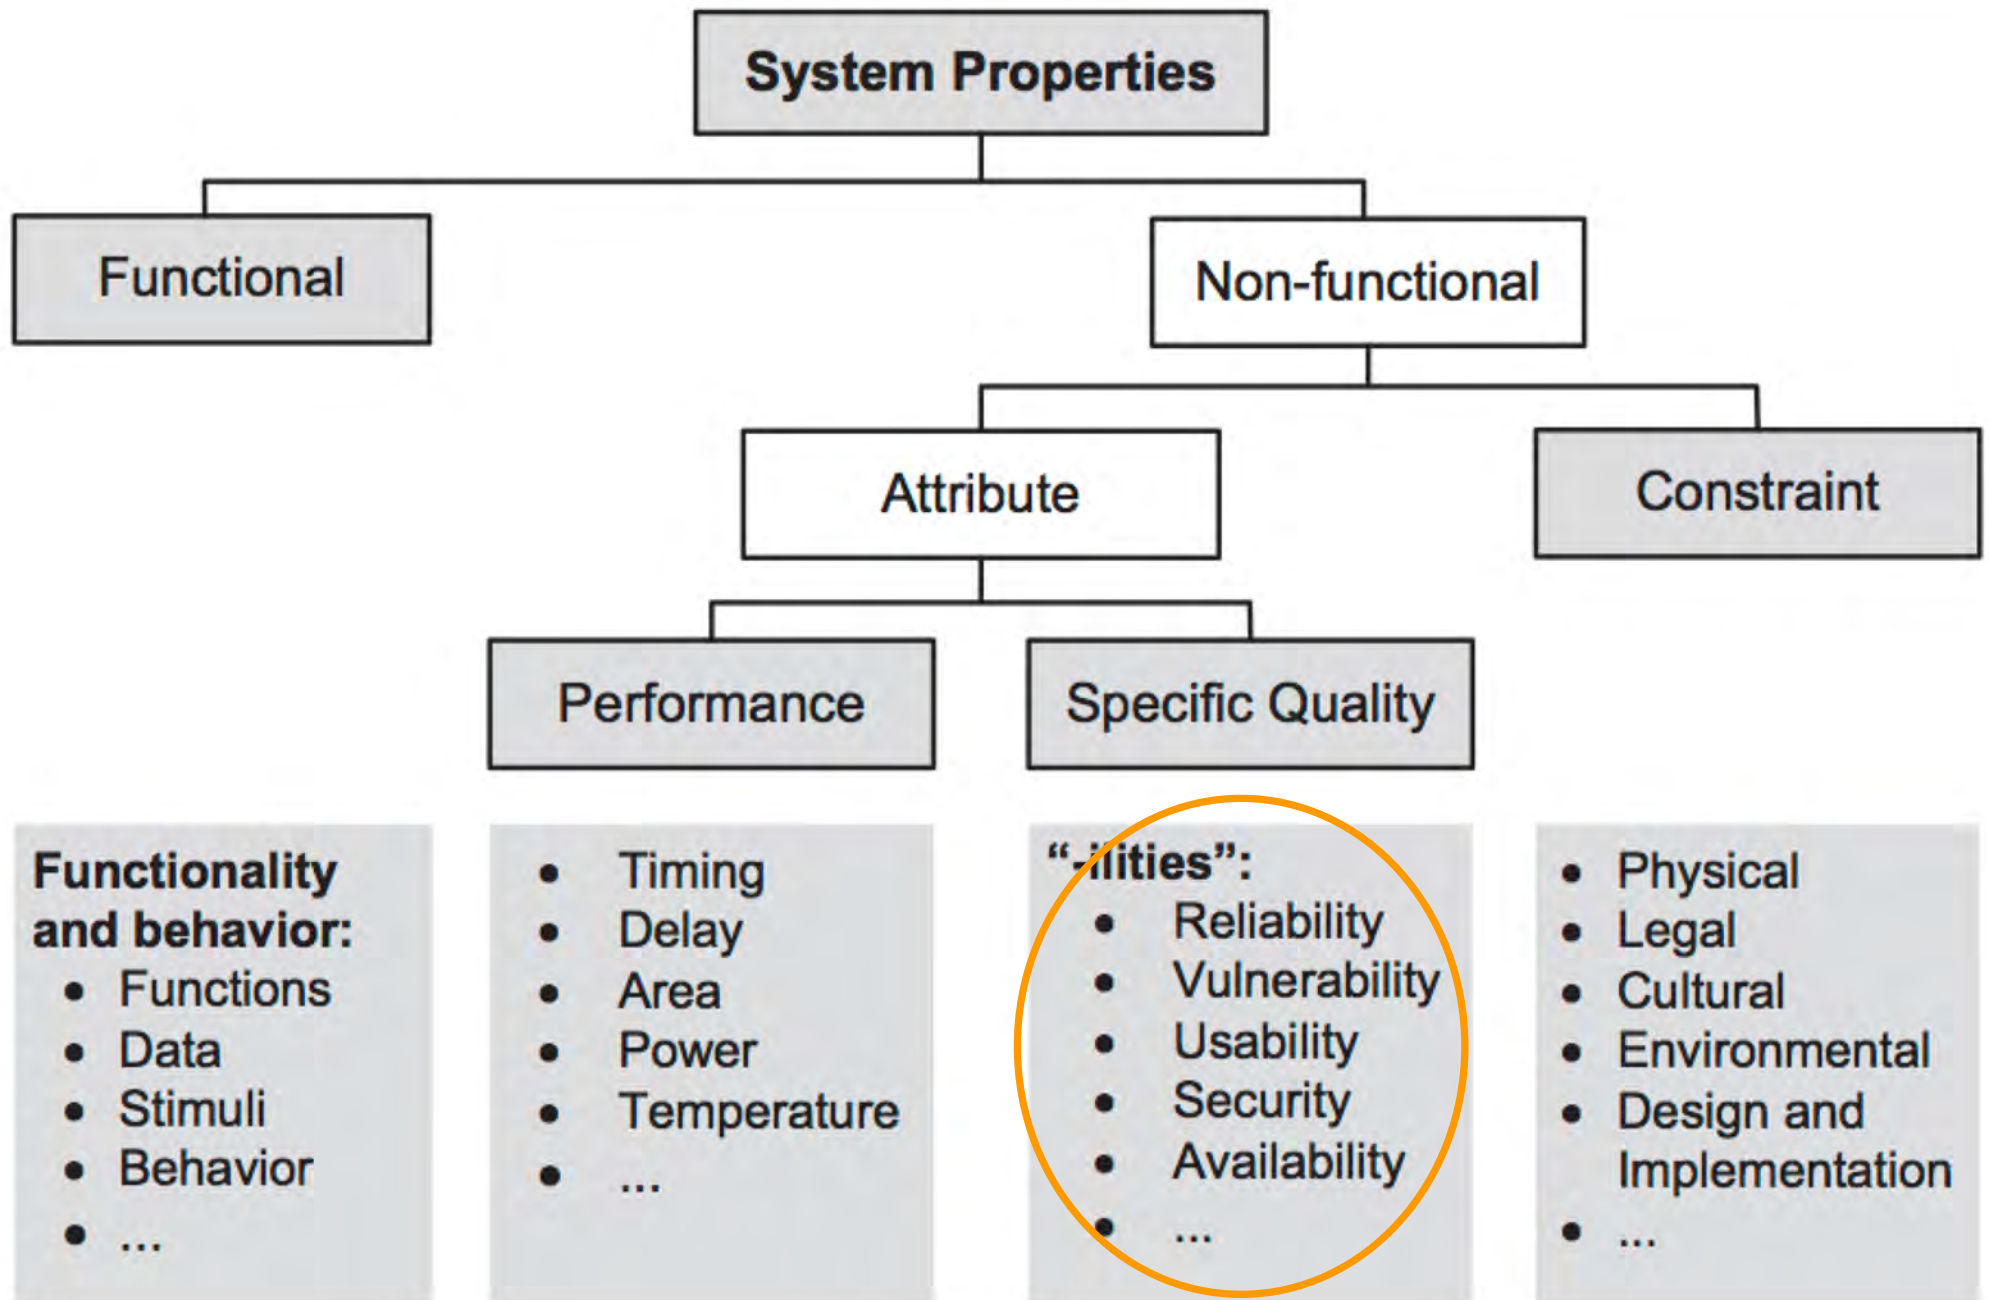 System Properties
Functional
Non-functional
Attribute
Constraint
Performance
Specific Quality
Functionality
and behavior:
• Functions
• Data
• Stimuli
• Behavior
• ...
• Timing
• Delay
• Area
• Power
• Temperature
• ...
“-ilities”:
• Reliability
• Vulnerability
• Usability
• Security
• Availability
• ...
• Physical
• Legal
• Cultural
• Environmental
• Design and
Implementation
• ...